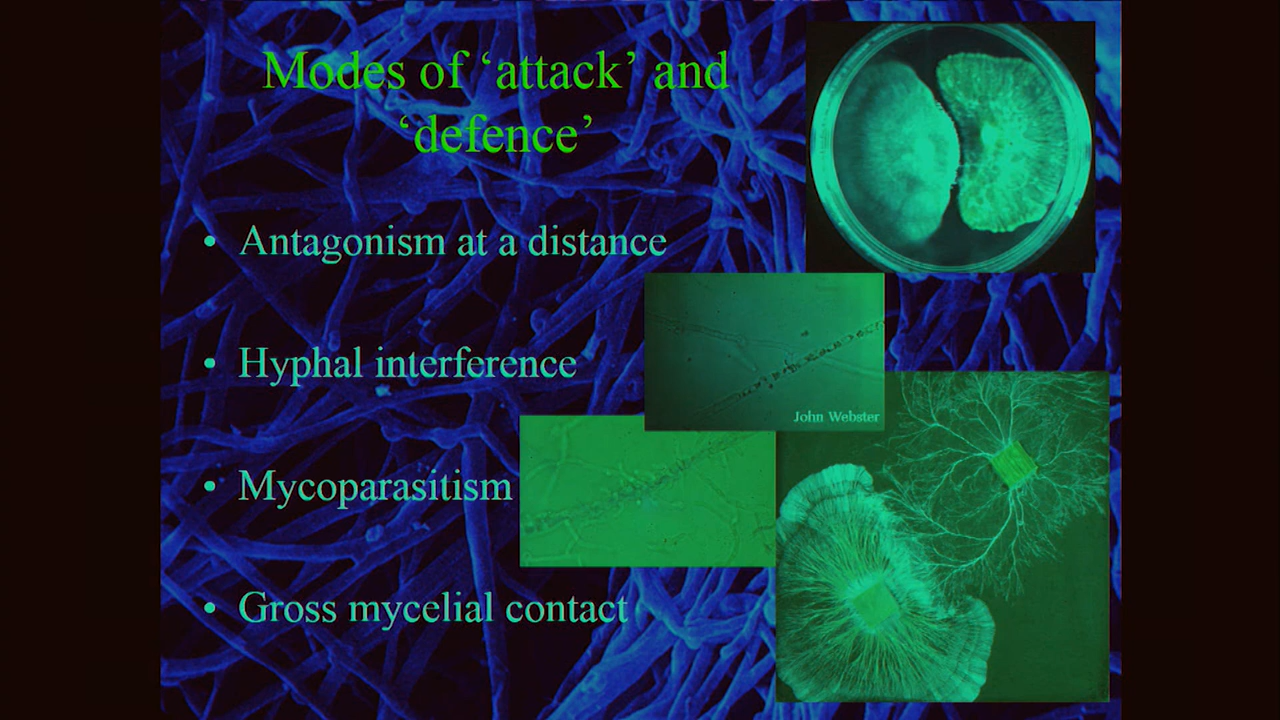 Modes of ‘attack’ and
‘defence’
• Antagonism at a distance
• Hyphal interference
John Webster
• Mycoparasitism
• Gross mycelial contact